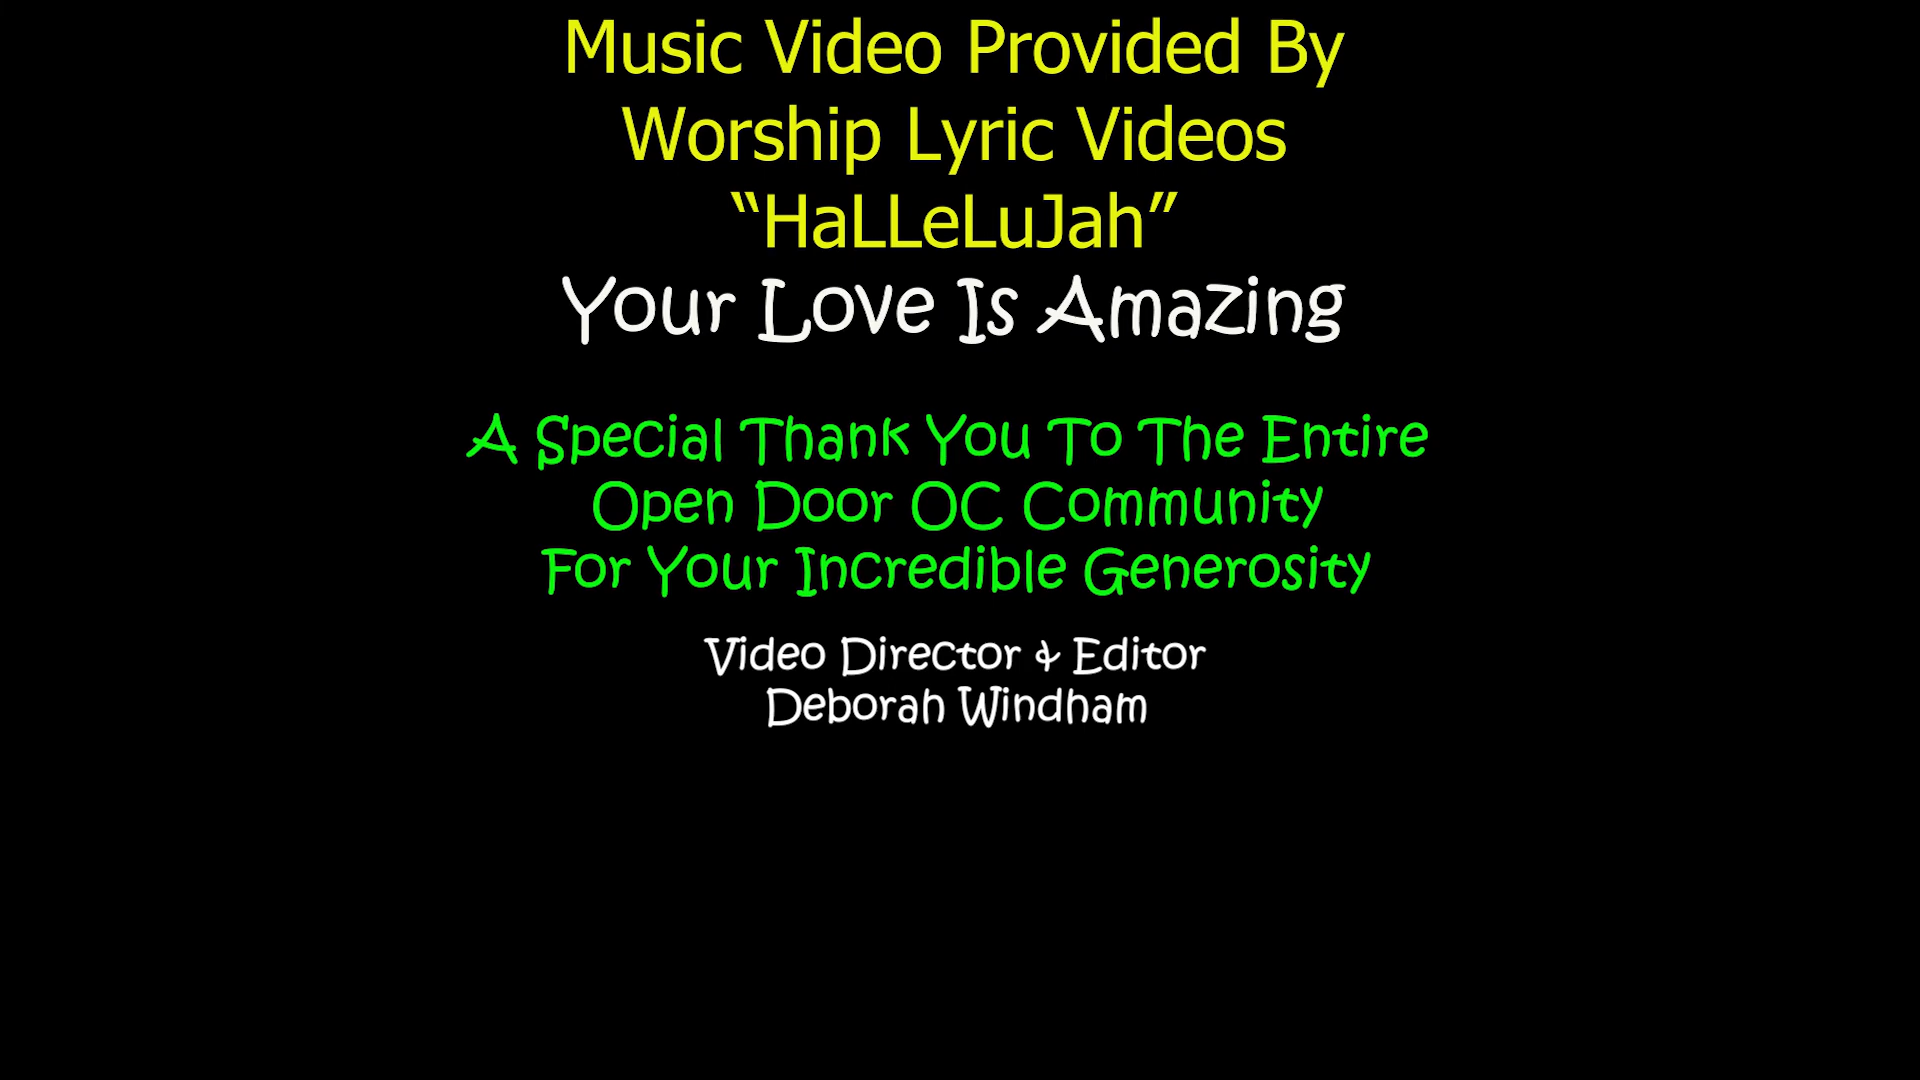 Music Video Provided By
Worship Lyric Videos
“HaLLeLuJah”
Your Love Is Amazing
A Special Thank You To The Entire
Open Door OC Community
For Your Incredible Generosity
Video Director & Editor
Deborah Windham